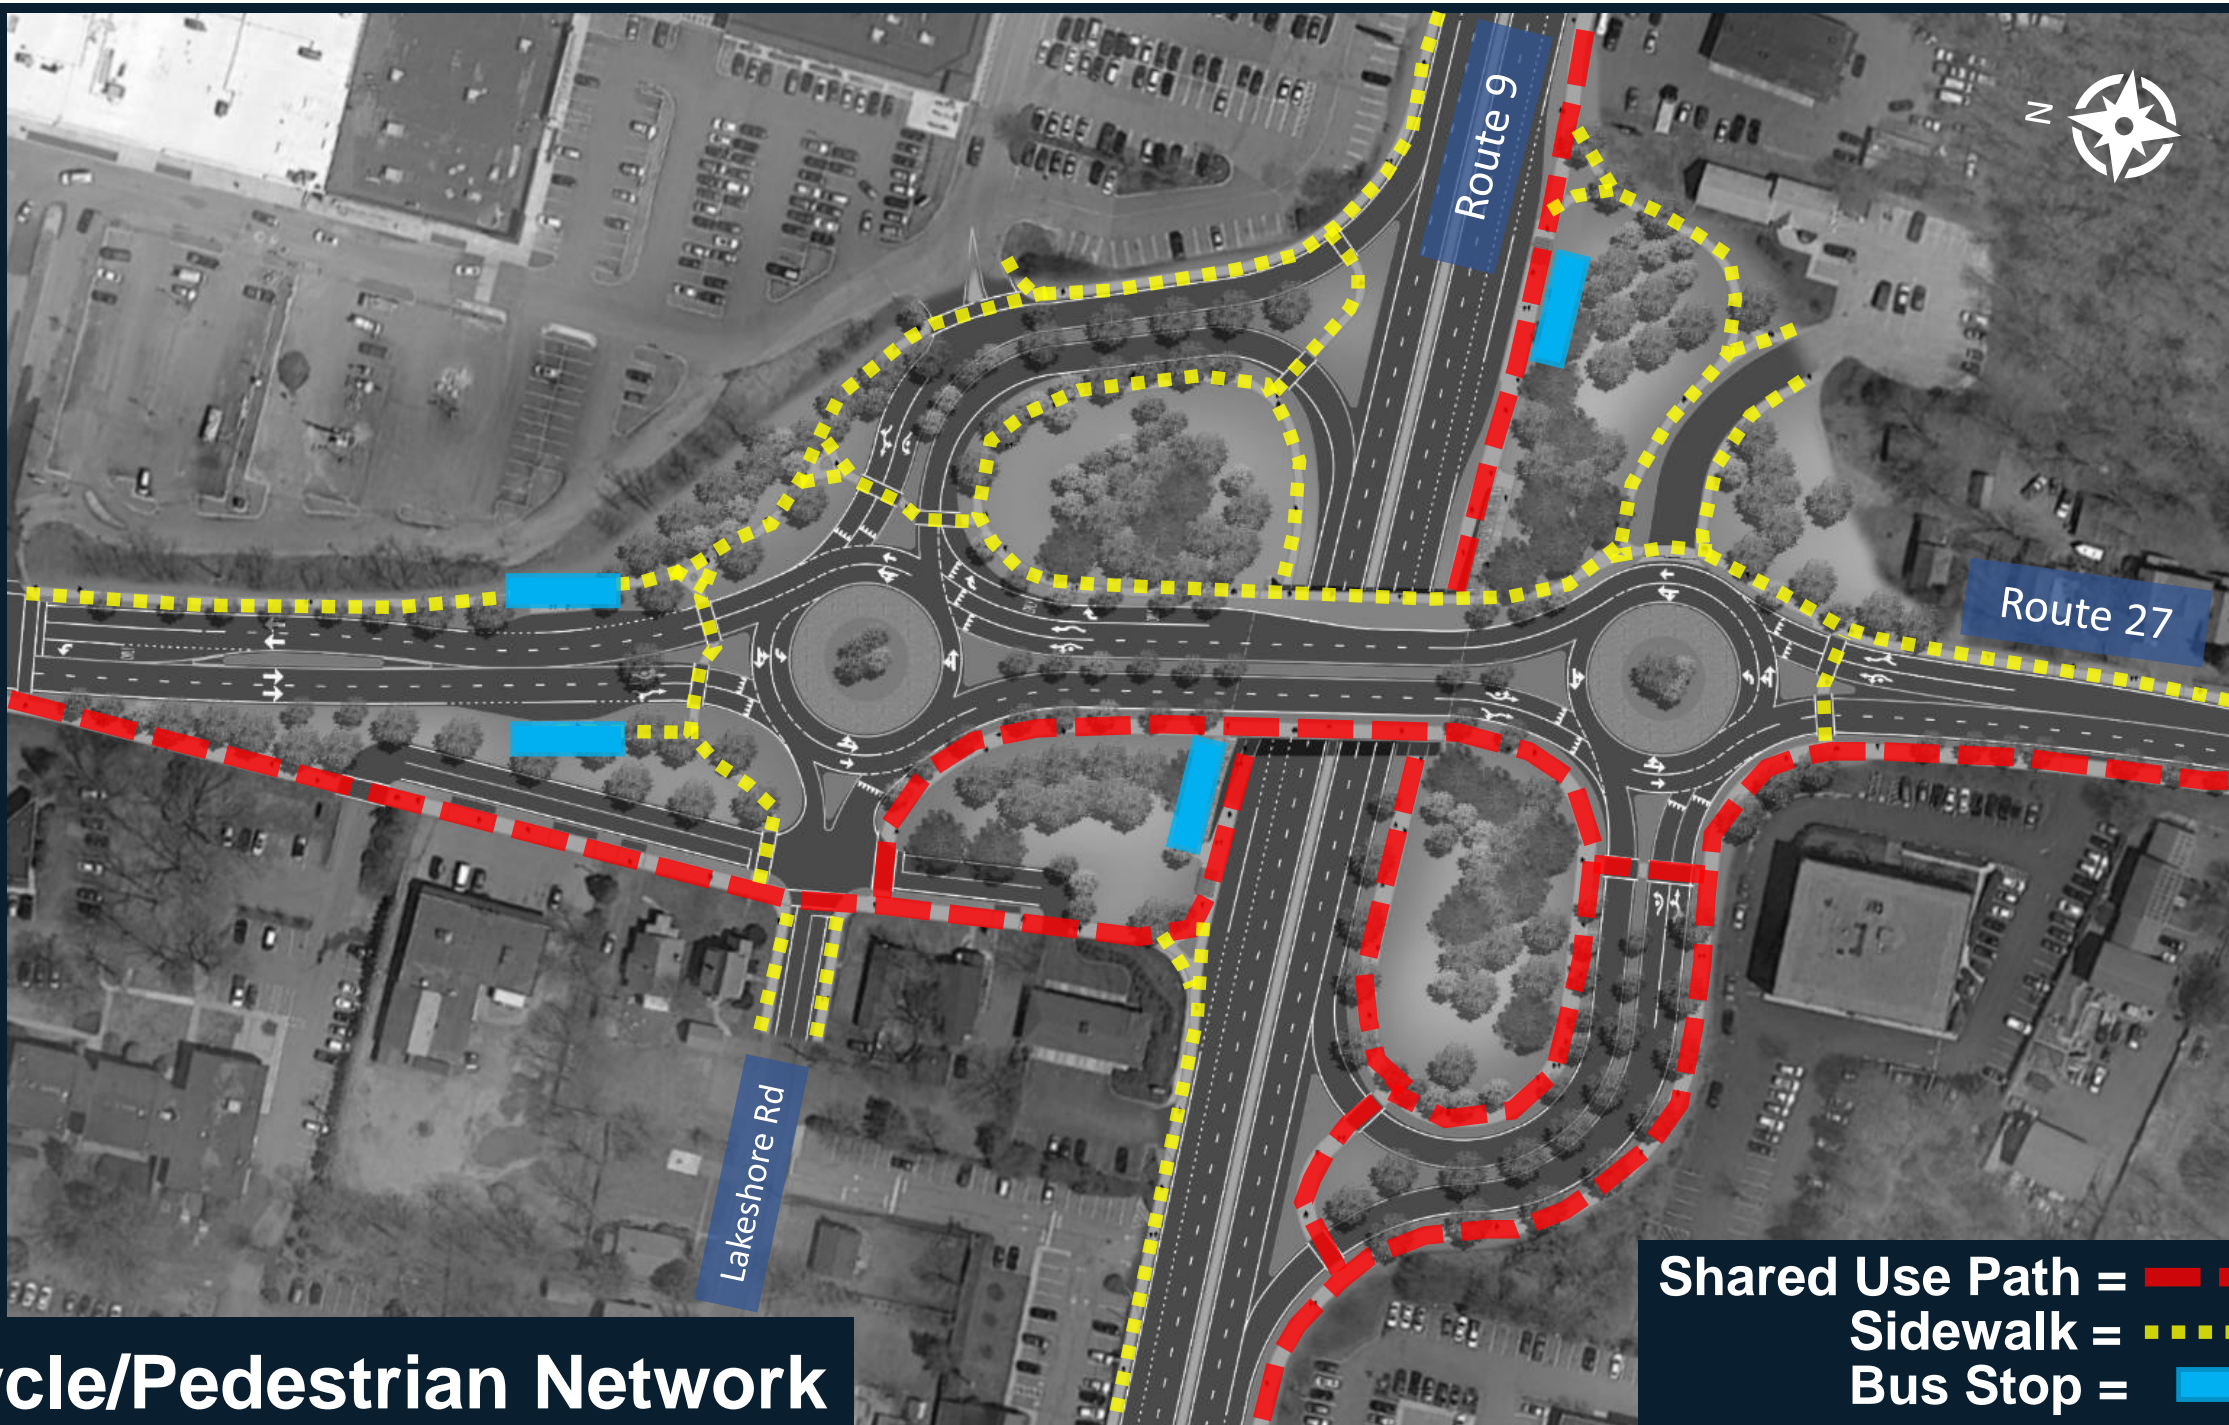 Route 9
N
Route 27
Lakeshore Rd
Shared Use Path =
Sidewalk =
Bus Stop =
cle/Pedestrian Network